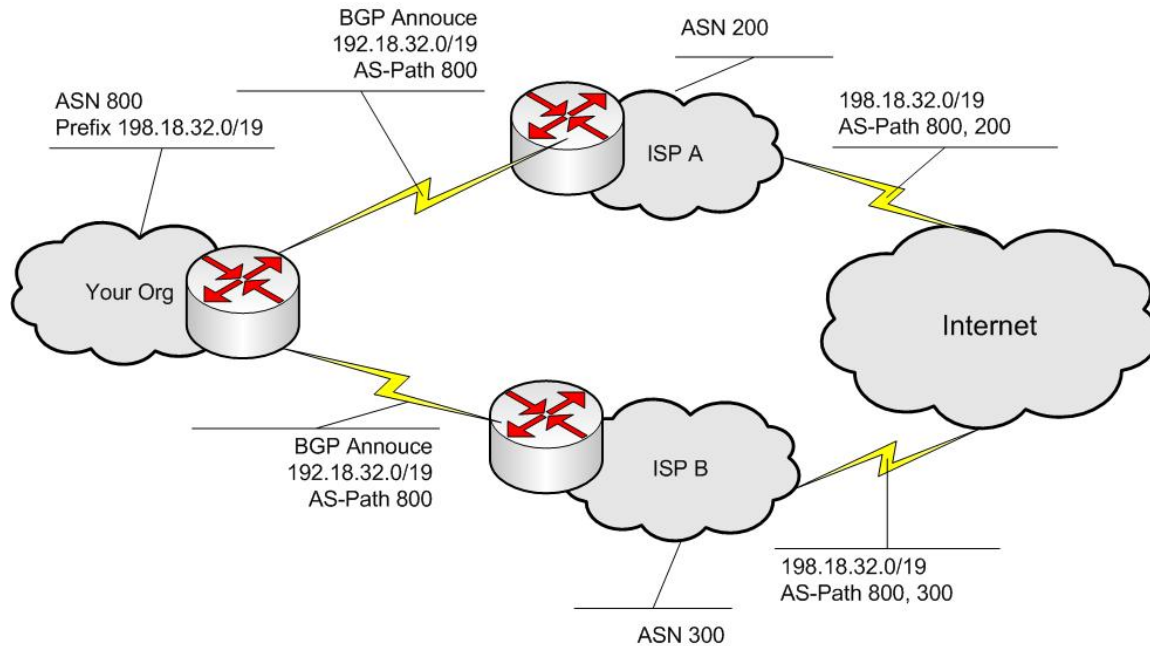 BGP Annouce
192.18.32.0/19
AS-Path 800
ASN 200
ASN 800
Prefix 198.18.32.0/19
198.18.32.0/19
AS-Path 800, 200
ISP A
Your Org
Internet
BGP Annouce
192.18.32.0/19
AS-Path 800
ISP B
198.18.32.0/19
AS-Path 800, 300
ASN 300